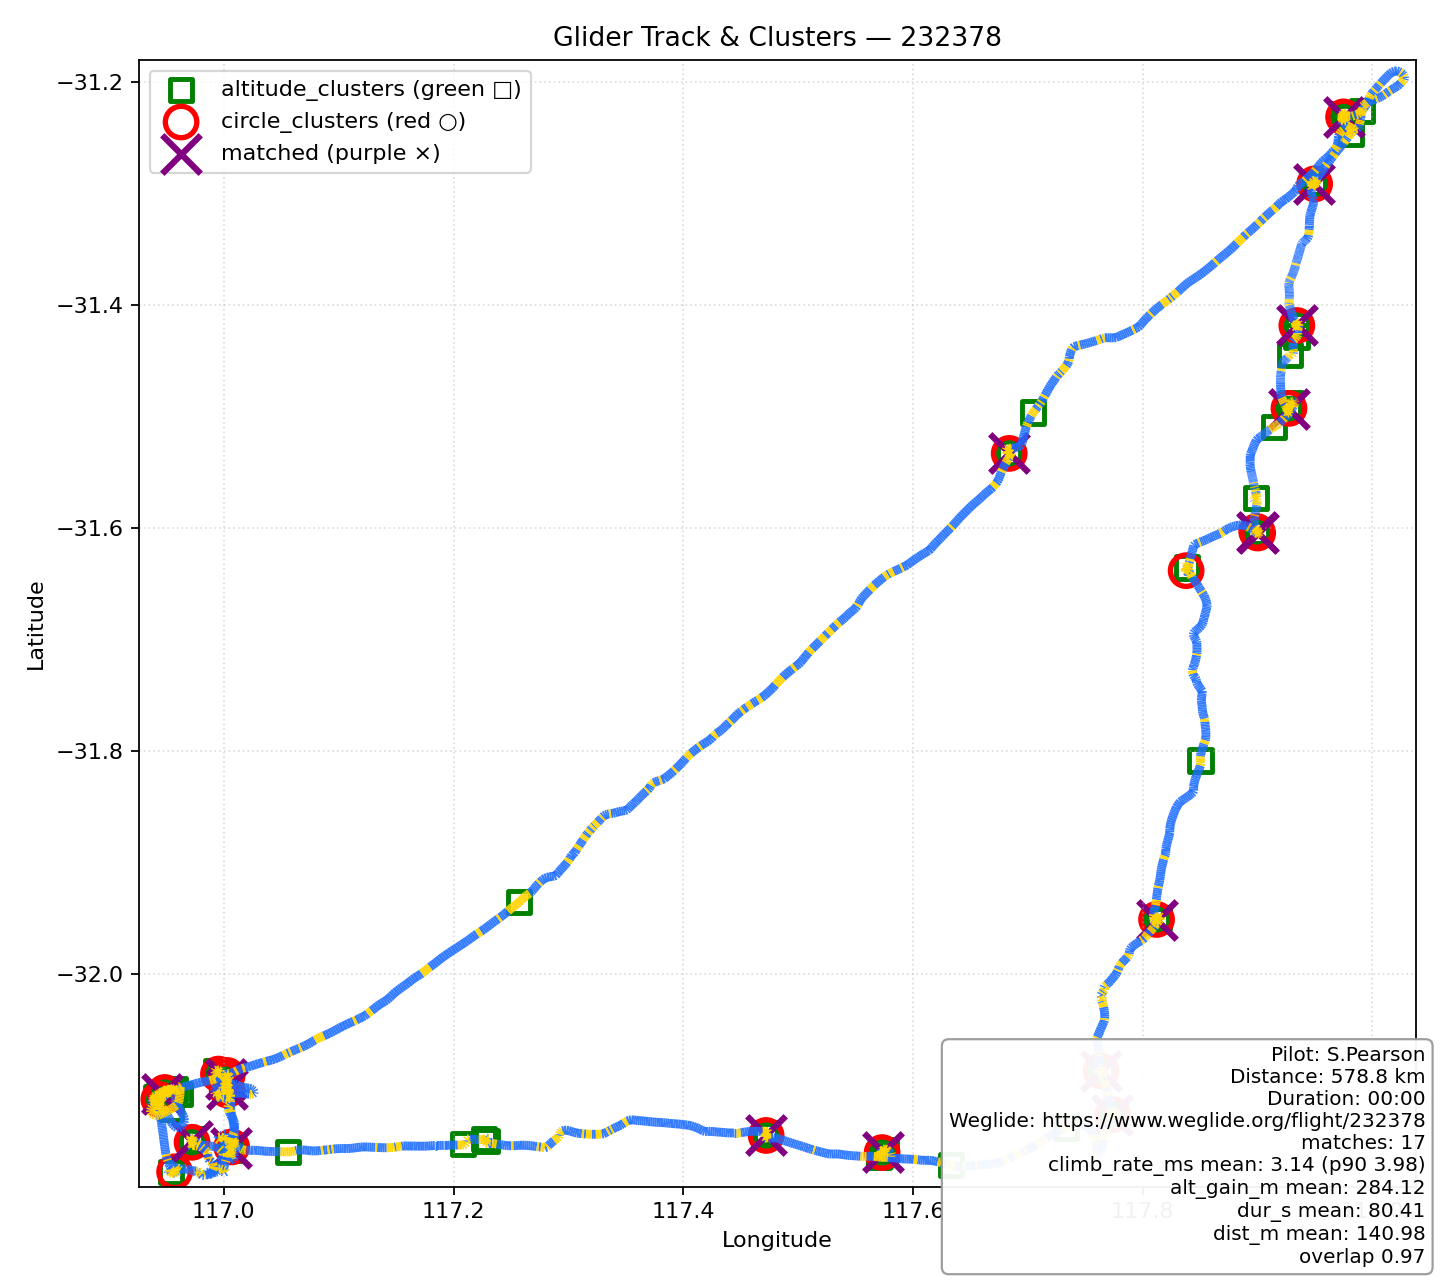 Glider Track & Clusters — 232378
altitude_clusters (green □)
circle_clusters (red ○)
matched (purple ×)
−31.2
−31.4
−31.6
−31.8
−32.0
Latitude
117.0
117.2
117.4
117.6
117.8
Longitude
Pilot: S.Pearson
Distance: 578.8 km
Duration: 00:00
Weglide: https://www.weglide.org/flight/232378
matches: 17
climb_rate_ms mean: 3.14 (p90 3.98)
alt_gain_m mean: 284.12
dur_s mean: 80.41
dist_m mean: 140.98
overlap 0.97